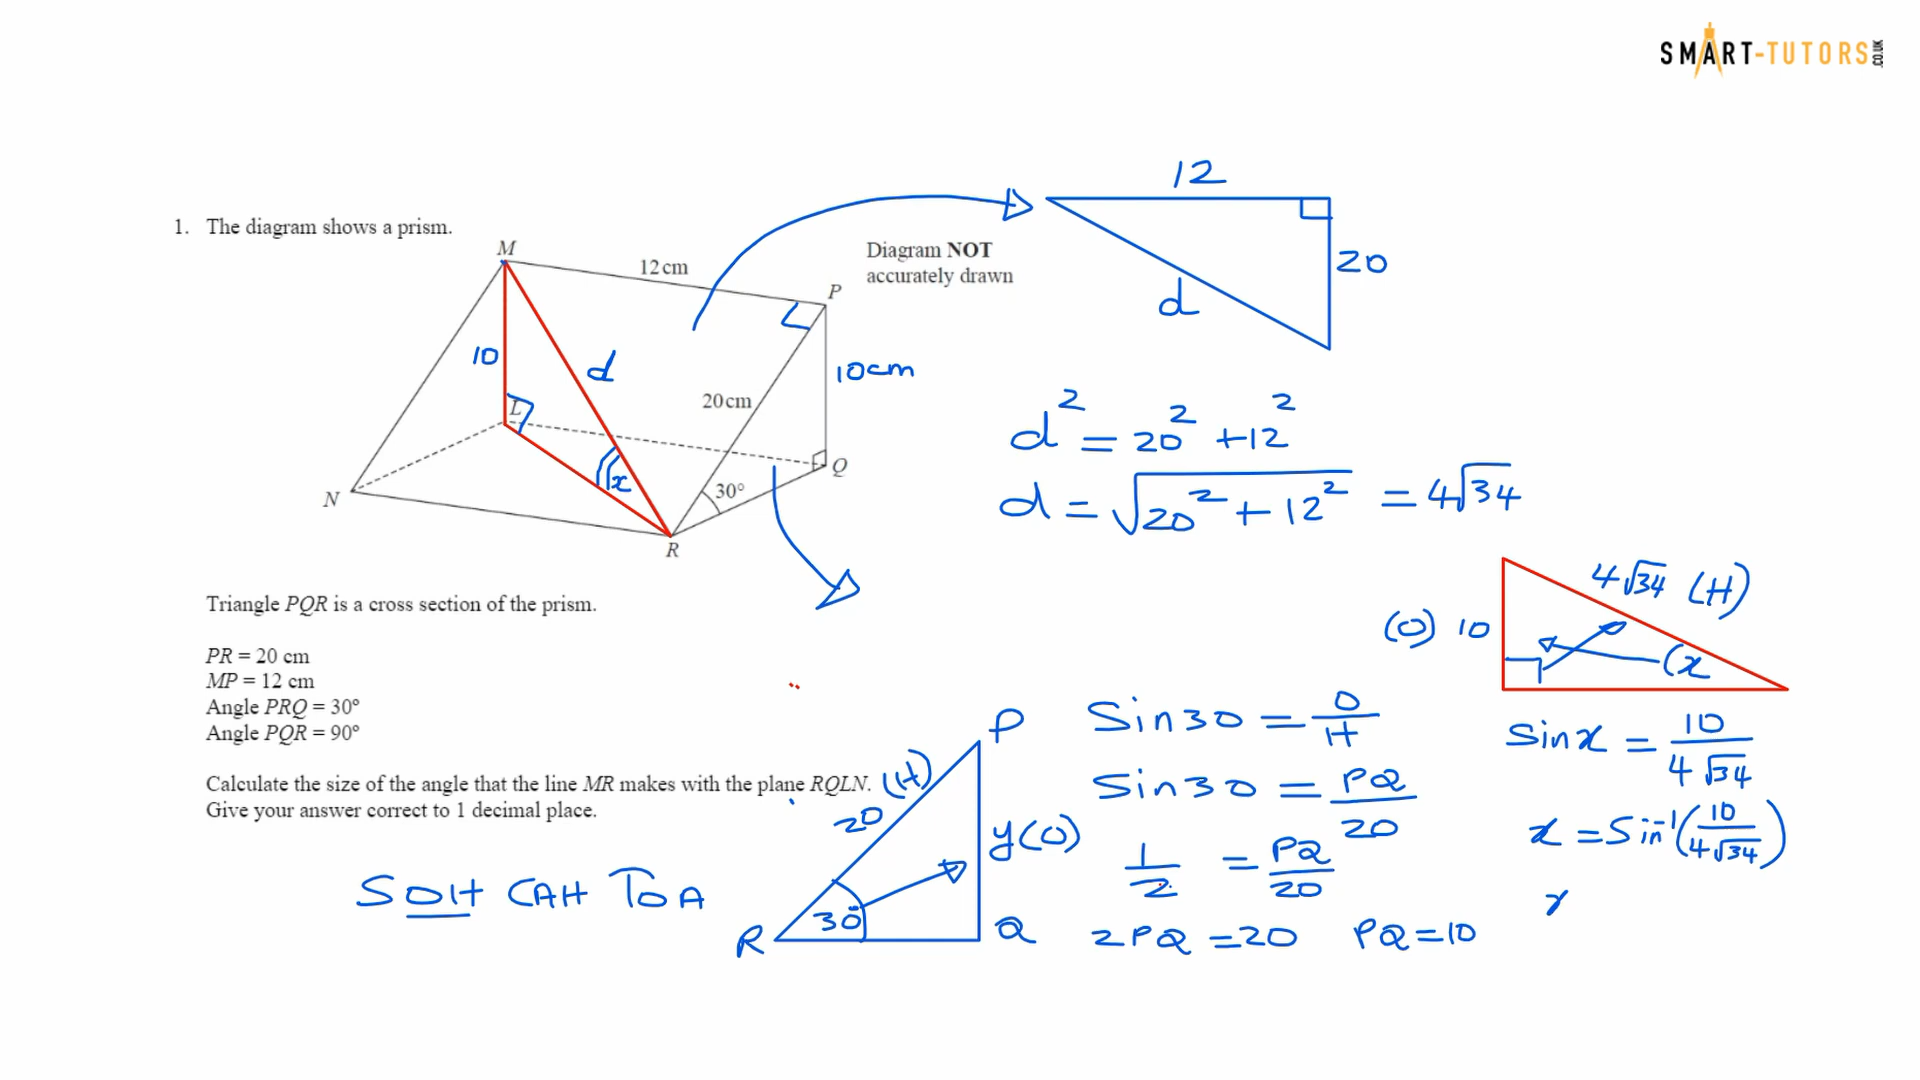 SMART-TUTORS.CO.UK
1. The diagram shows a prism.
M
12 cm
P
Diagram NOT
accurately drawn
10
d
10cm
20 cm
L
Q
x
30°
N
R
12
20
d
d² = 20² + 12²
d = √20² + 12² = 4√34
Triangle PQR is a cross section of the prism.
PR = 20 cm
MP = 12 cm
Angle PRQ = 30°
Angle PQR = 90°
Calculate the size of the angle that the line MR makes with the plane RQLN.
Give your answer correct to 1 decimal place.
SOH CAH TOA
P
20 (H)
y(O)
30°
R
Q
Sin30 = O/H
Sin30 = PQ/20
1/2 = PQ/20
2PQ = 20 PQ = 10
4√34 (H)
(O) 10
x
Sinx = 10/4√34
x = Sin⁻¹(10/4√34)
x